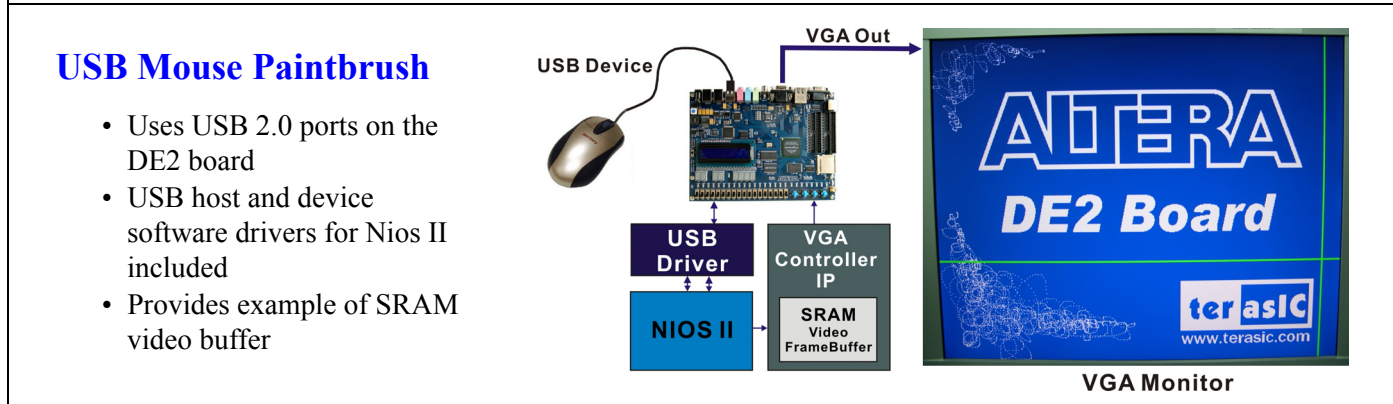 USB Mouse Paintbrush
• Uses USB 2.0 ports on the
DE2 board
• USB host and device
software drivers for Nios II
included
• Provides example of SRAM
video buffer
USB Device
VGA Out
USB
Driver
NIOS II
VGA
Controller
IP
SRAM
Video
FrameBuffer
ALTERA
DE2 Board
terasIC
www.terasic.com
VGA Monitor